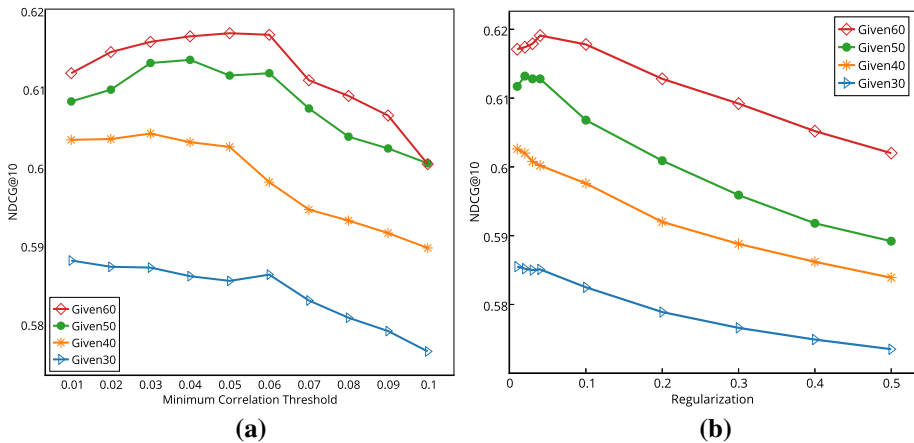 0.62
0.61
0.6
0.59
0.58
NDCG@10
Given60
Given50
Given40
Given30
0.01 0.02 0.03 0.04 0.05 0.06 0.07 0.08 0.09 0.1
Minimum Correlation Threshold
(a)
0.62
0.61
0.6
0.59
0.58
NDCG@10
Given60
Given50
Given40
Given30
0 0.1 0.2 0.3 0.4 0.5
Regularization
(b)